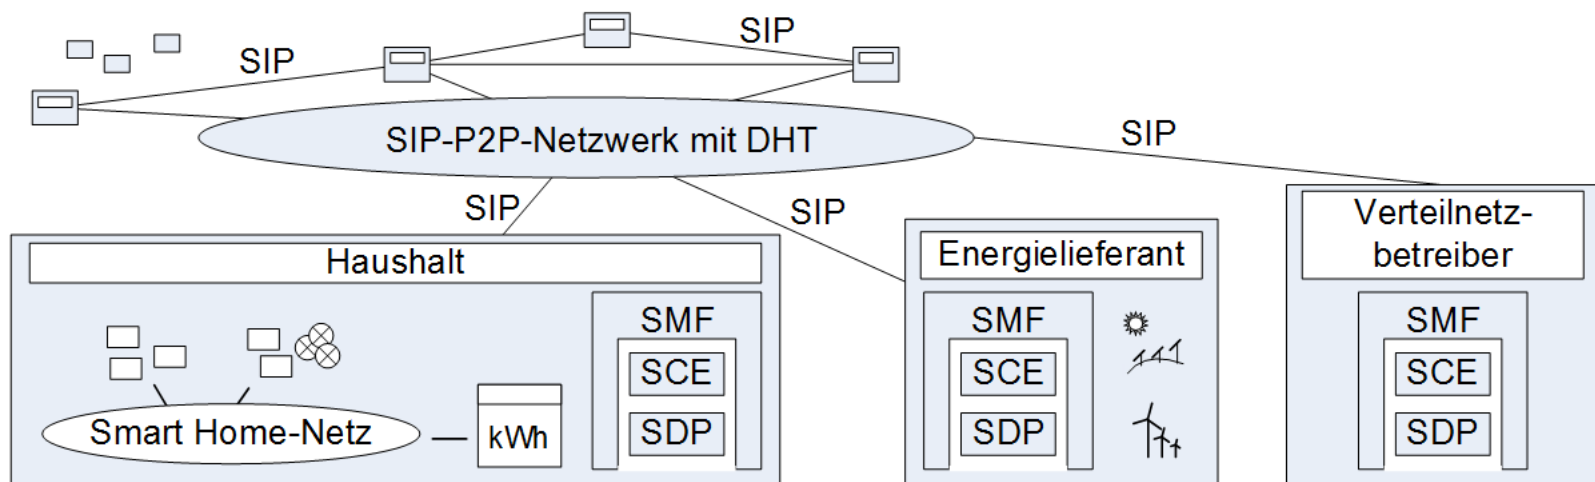 SIP
SIP
SIP-P2P-Netzwerk mit DHT
SIP
SIP
SIP
Haushalt
SMF
SCE
SDP
Smart Home-Netz
kWh
Energielieferant
SMF
SCE
SDP
Verteilnetz-
betreiber
SMF
SCE
SDP